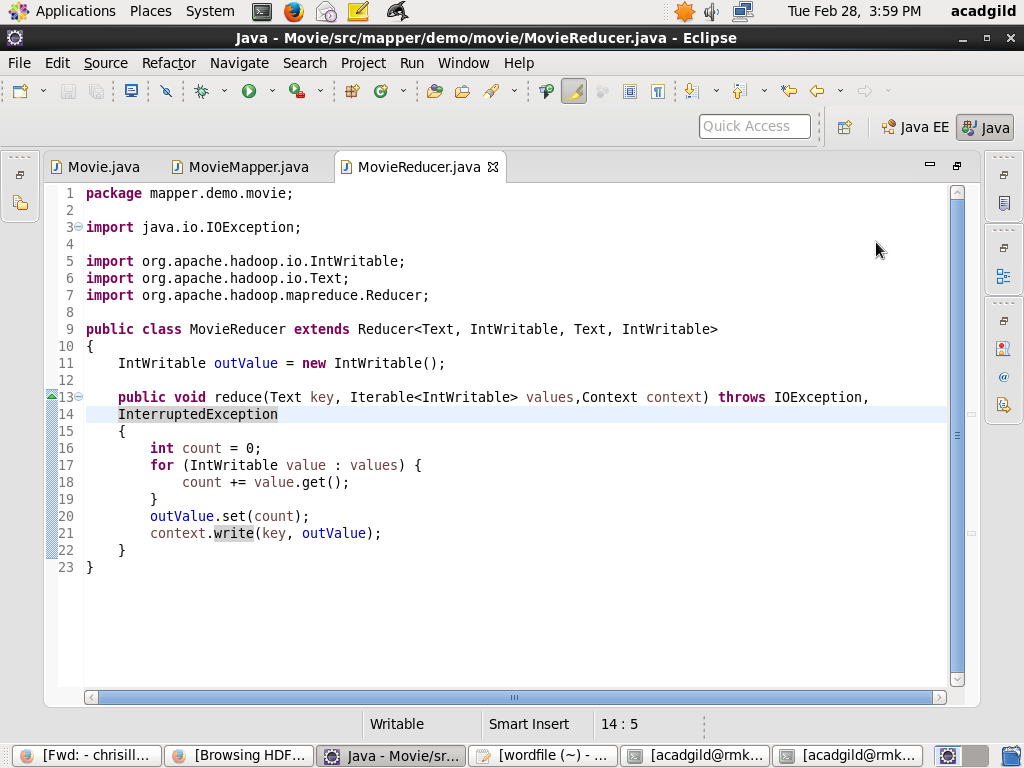 Applications Places System Tue Feb 28, 3:59 PM acadgild
Java - Movie/src/mapper/demo/movie/MovieReducer.java - Eclipse
File Edit Source Refactor Navigate Search Project Run Window Help
Quick Access Java EE Java
Movie.java MovieMapper.java MovieReducer.java
1 package mapper.demo.movie;
2
3 import java.io.IOException;
4
5 import org.apache.hadoop.io.IntWritable;
6 import org.apache.hadoop.io.Text;
7 import org.apache.hadoop.mapreduce.Reducer;
8
9 public class MovieReducer extends Reducer<Text, IntWritable, Text, IntWritable>
10 {
11 IntWritable outValue = new IntWritable();
12
13 public void reduce(Text key, Iterable<IntWritable> values,Context context) throws IOException,
14 InterruptedException
15 {
16 int count = 0;
17 for (IntWritable value : values) {
18 count += value.get();
19 }
20 outValue.set(count);
21 context.write(key, outValue);
22 }
23 }
Writable Smart Insert 14 : 5
[Fwd: - chrisill... [Browsing HDF... Java - Movie/sr... [wordfile (~) - ... [acadgild@rmk... [acadgild@rmk...